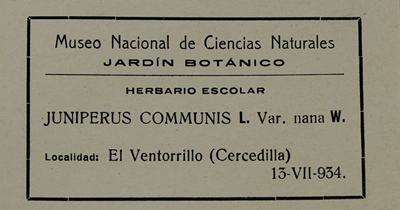 Museo Nacional de Ciencias Naturales
JARDÍN BOTÁNICO
HERBARIO ESCOLAR
JUNIPERUS COMMUNIS L. Var. nana W.
Localidad: El Ventorrillo (Cercedilla)
13-VII-934.